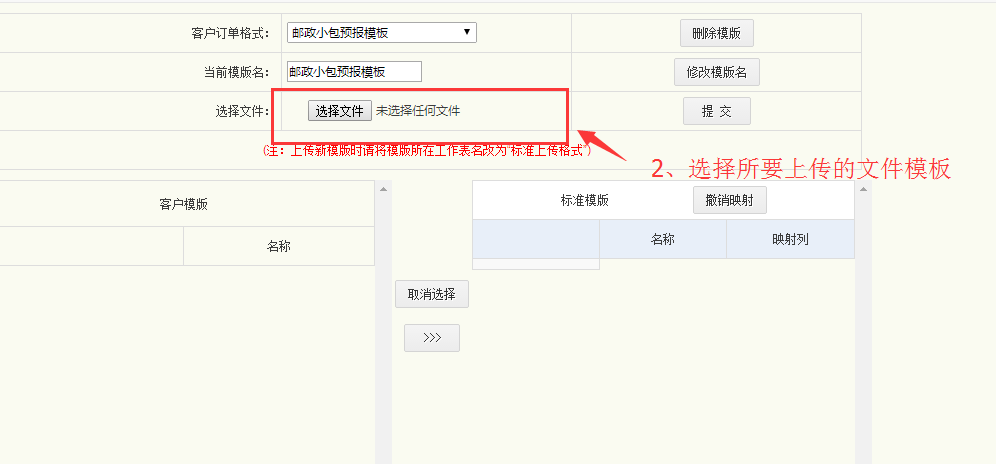 客户订单格式： 邮政小包预报模板 删除模版
当前模版名： 邮政小包预报模板 修改模版名
选择文件： 选择文件 未选择任何文件 提 交
(注：上传新模版时请将模版所在工作表名改为“标准上传格式”)
2、选择所要上传的文件模板
客户模版
标准模版 撤销映射
名称
名称 映射列
取消选择
>>>